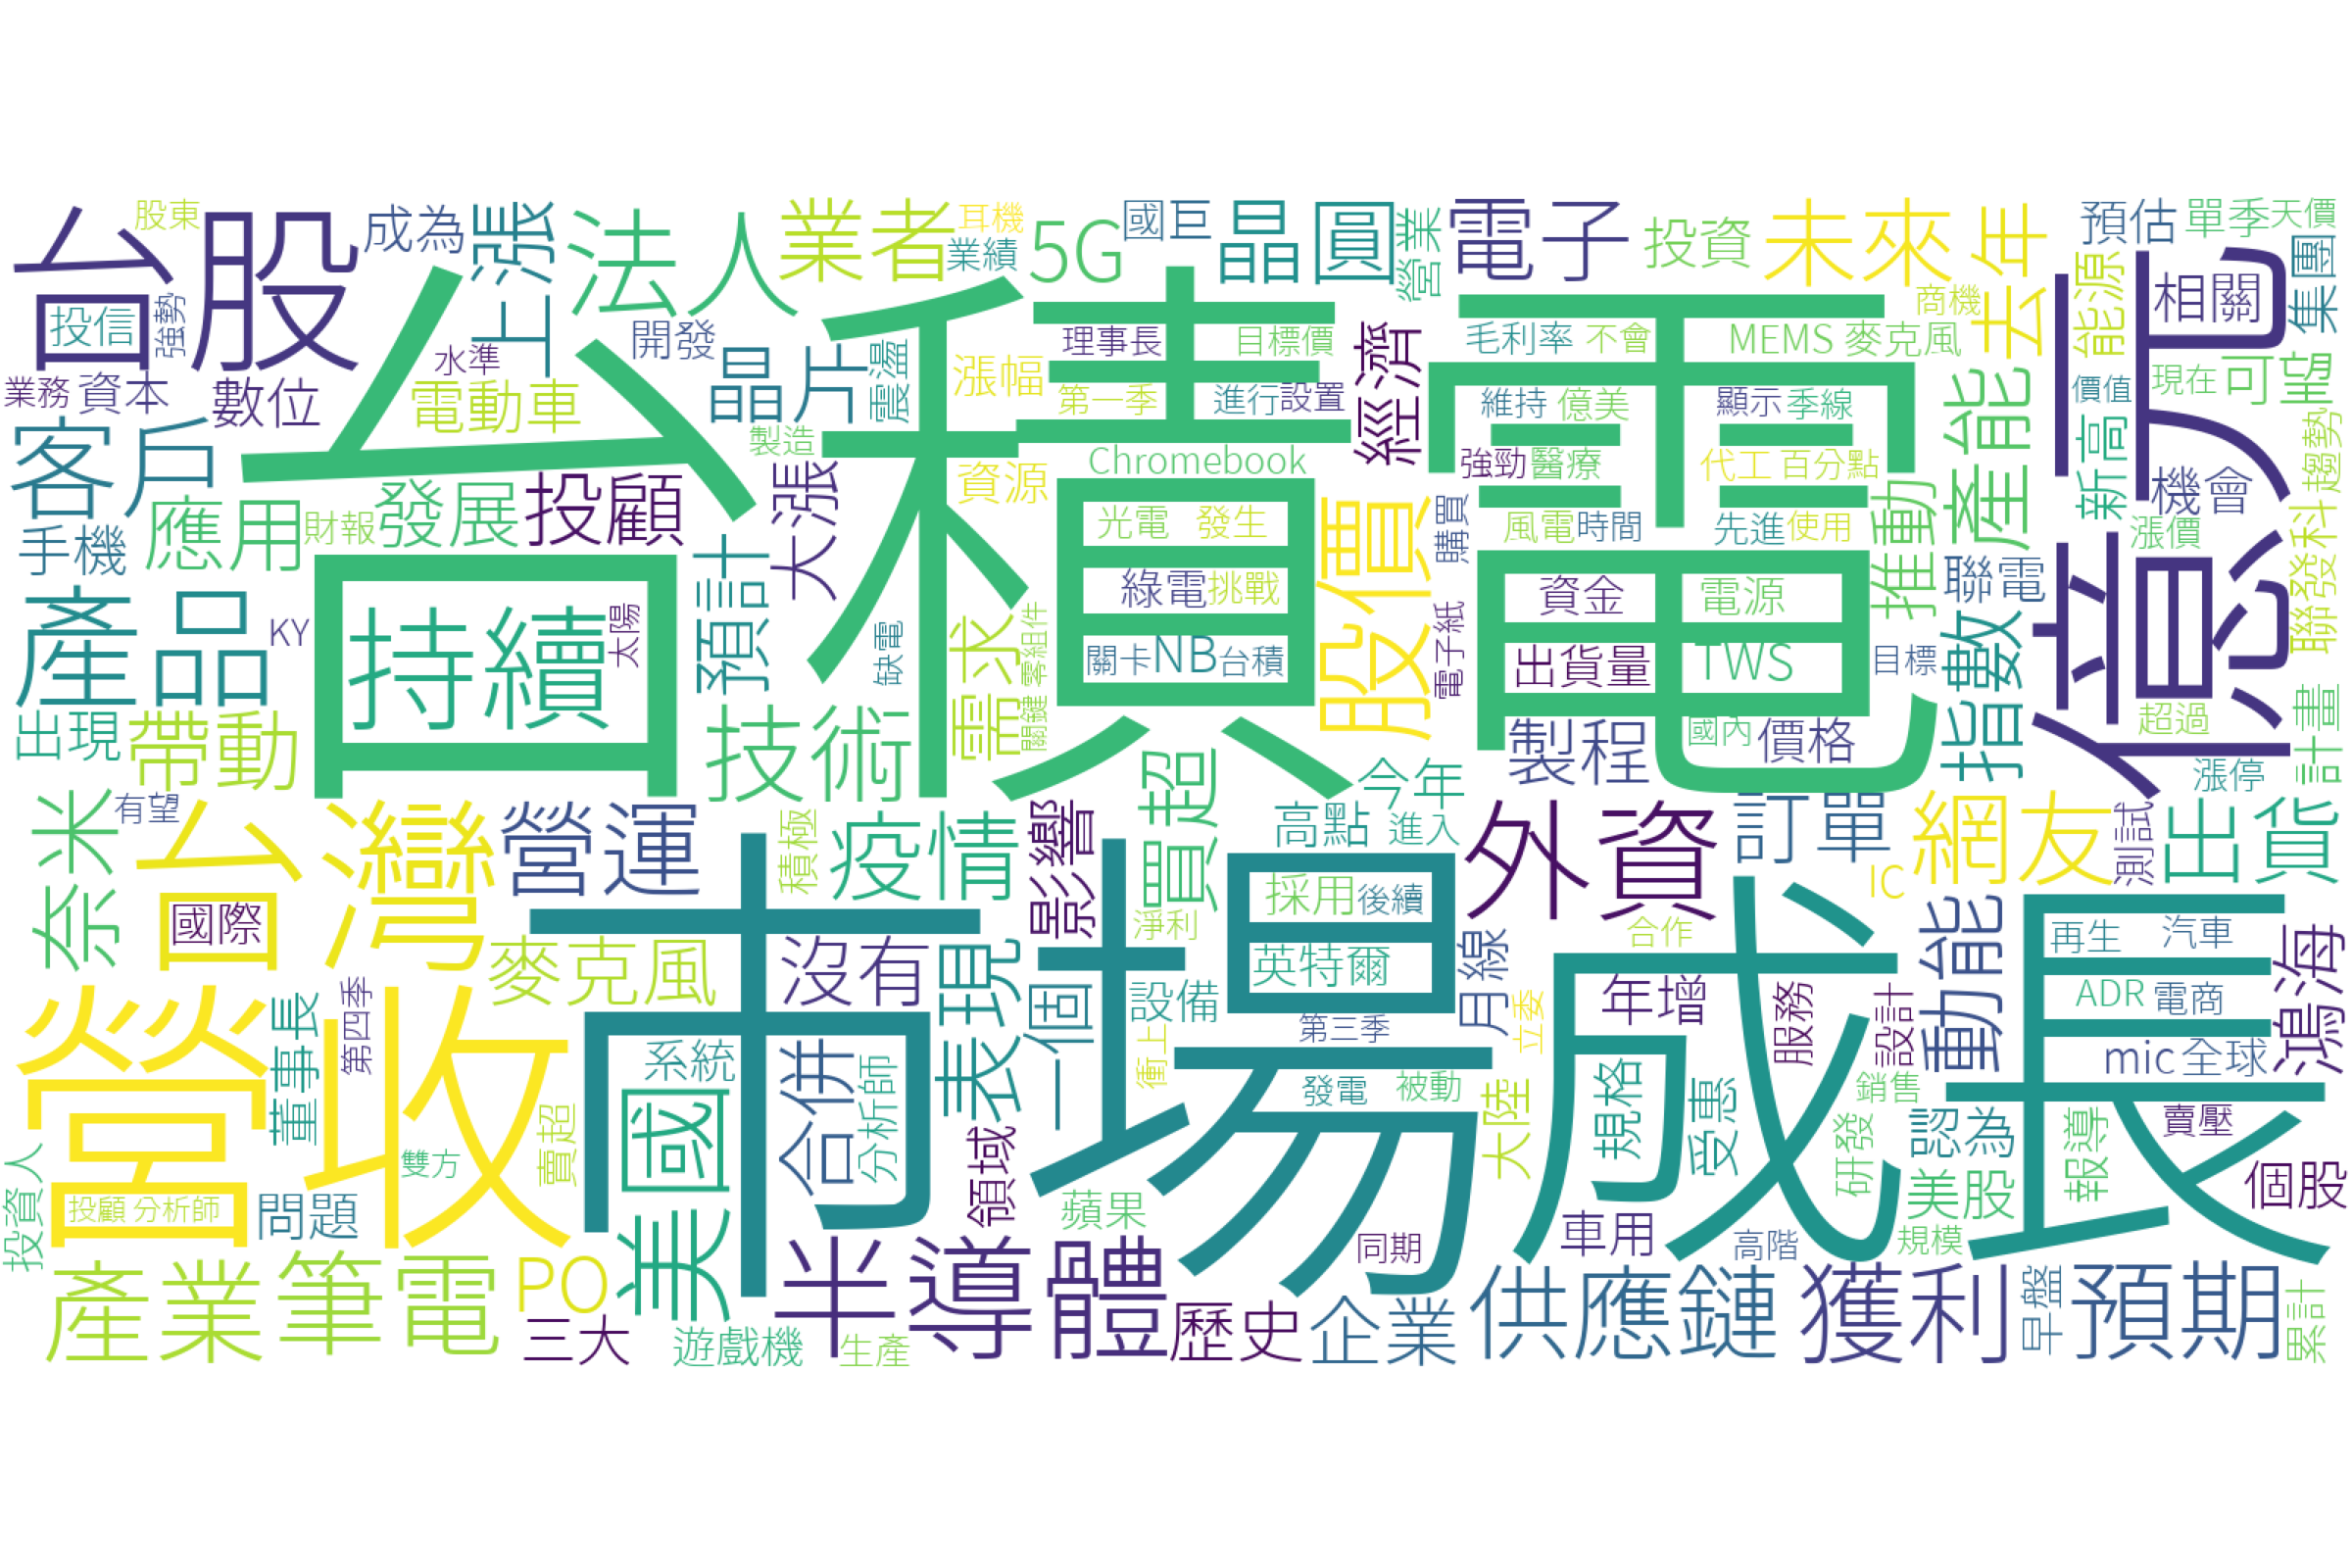 台積電
市場
成長
億元
營收
台股
台灣
持續
外資
半導體
股價
法人
客戶
產品
股東
成為
上漲
業者
耳機
業績
5G
國巨
晶圓
營業
電子
投資
未來
去年
能源
預估
單季
天價
集團
相關
商機
投信
強勢
水準
開發
晶片
震盪
漲幅
理事長
目標價
第一季
進行
設置
經濟
毛利率
不會
MEMS 麥克風
維持
億美
顯示
季線
產能
價值
現在
可望
業務
資本
數位
電動車
製造
大漲
資源
Chromebook
強勁
醫療
代工
百分點
推動
新高
機會
趨勢
應用
手機
財報
發展
投顧
光電
發生
購買
風電
時間
先進
使用
漲價
聯發科
KY
太陽
預計
缺電
需求
零組件
關鍵
綠電
挑戰
關卡
NB
台積
電子紙
資金
電源
出貨量
TWS
目標
聯電
指數
計畫
超過
出現
帶動
技術
買超
今年
製程
國內
價格
漲停
奈米
有望
營運
積極
疫情
影響
高點
進入
訂單
網友
測試
出貨
國際
麥克風
沒有
淨利
採用
後續
英特爾
月線
合作
IC
動能
再生
汽車
鴻海
董事長
第四季
系統
合併
分析師
表現
一個
設備
衝上
第三季
立委
年增
服務
設計
ADR
電商
mic
全球
投資人
投顧 分析師
問題
雙方
賣超
美國
領域
蘋果
發電
被動
大陸
規格
受惠
研發
銷售
認為
美股
報導
賣壓
個股
同期
車用
高階
規模
產業
筆電
PO
三大
遊戲機
生產
歷史
企業
供應鏈
獲利
早盤
預期
累計